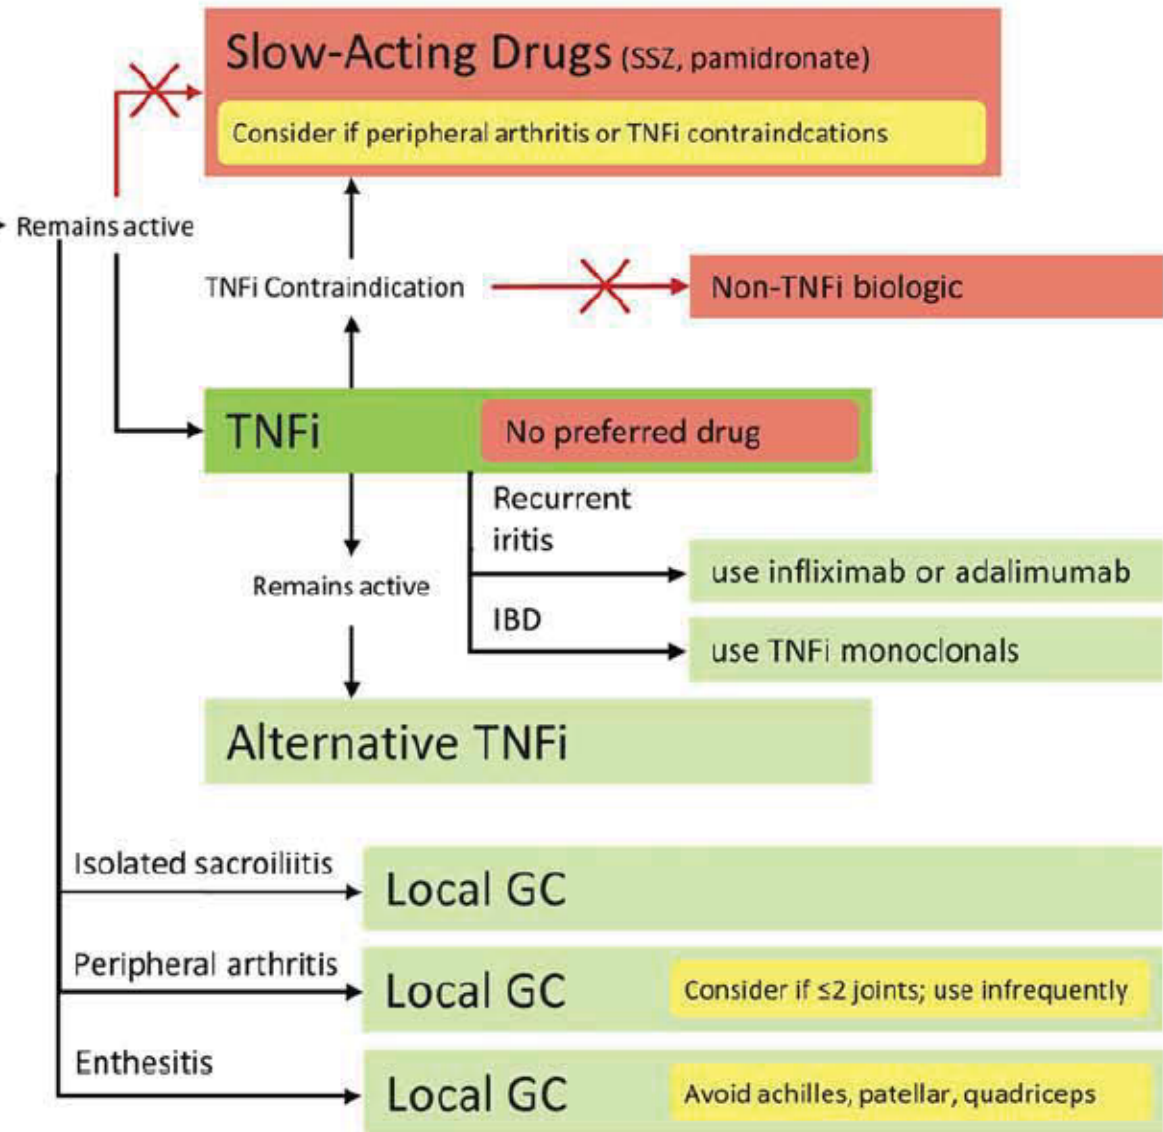 Slow-Acting Drugs (SSZ, pamidronate)
Consider if peripheral arthritis or TNFi contraindcations
Remains active
TNFi Contraindication
Non-TNFi biologic
TNFi
No preferred drug
Recurrent
iritis
use infliximab or adalimumab
Remains active
IBD
use TNFi monoclonals
Alternative TNFi
Isolated sacroiliitis
Local GC
Peripheral arthritis
Local GC
Consider if ≤2 joints; use infrequently
Enthesitis
Local GC
Avoid achilles, patellar, quadriceps